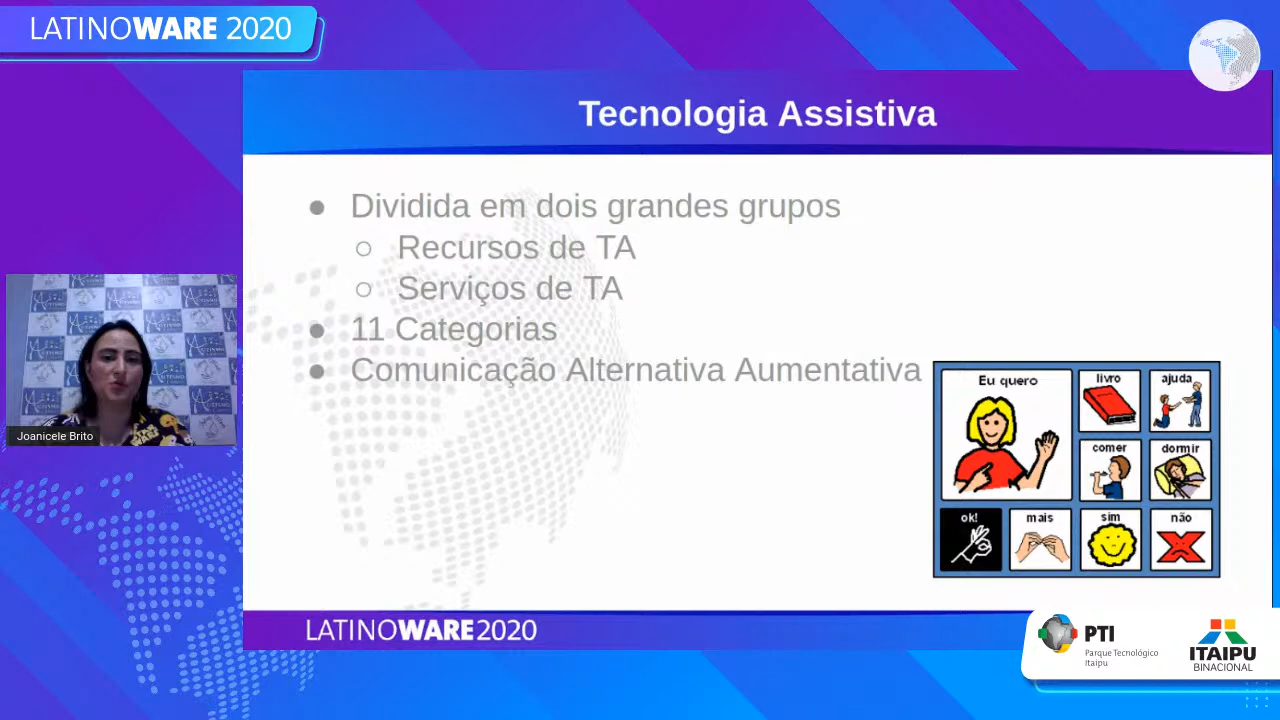 LATINOWARE 2020
Tecnologia Assistiva
● Dividida em dois grandes grupos
○ Recursos de TA
○ Serviços de TA
● 11 Categorias
● Comunicação Alternativa Aumentativa
Eu quero
livro
ajuda
comer
dormir
ok!
mais
sim
não
Joanicele Brito
LATINOWARE2020
PTI
Parque Tecnológico
Itaipu
ITAIPU
BINACIONAL